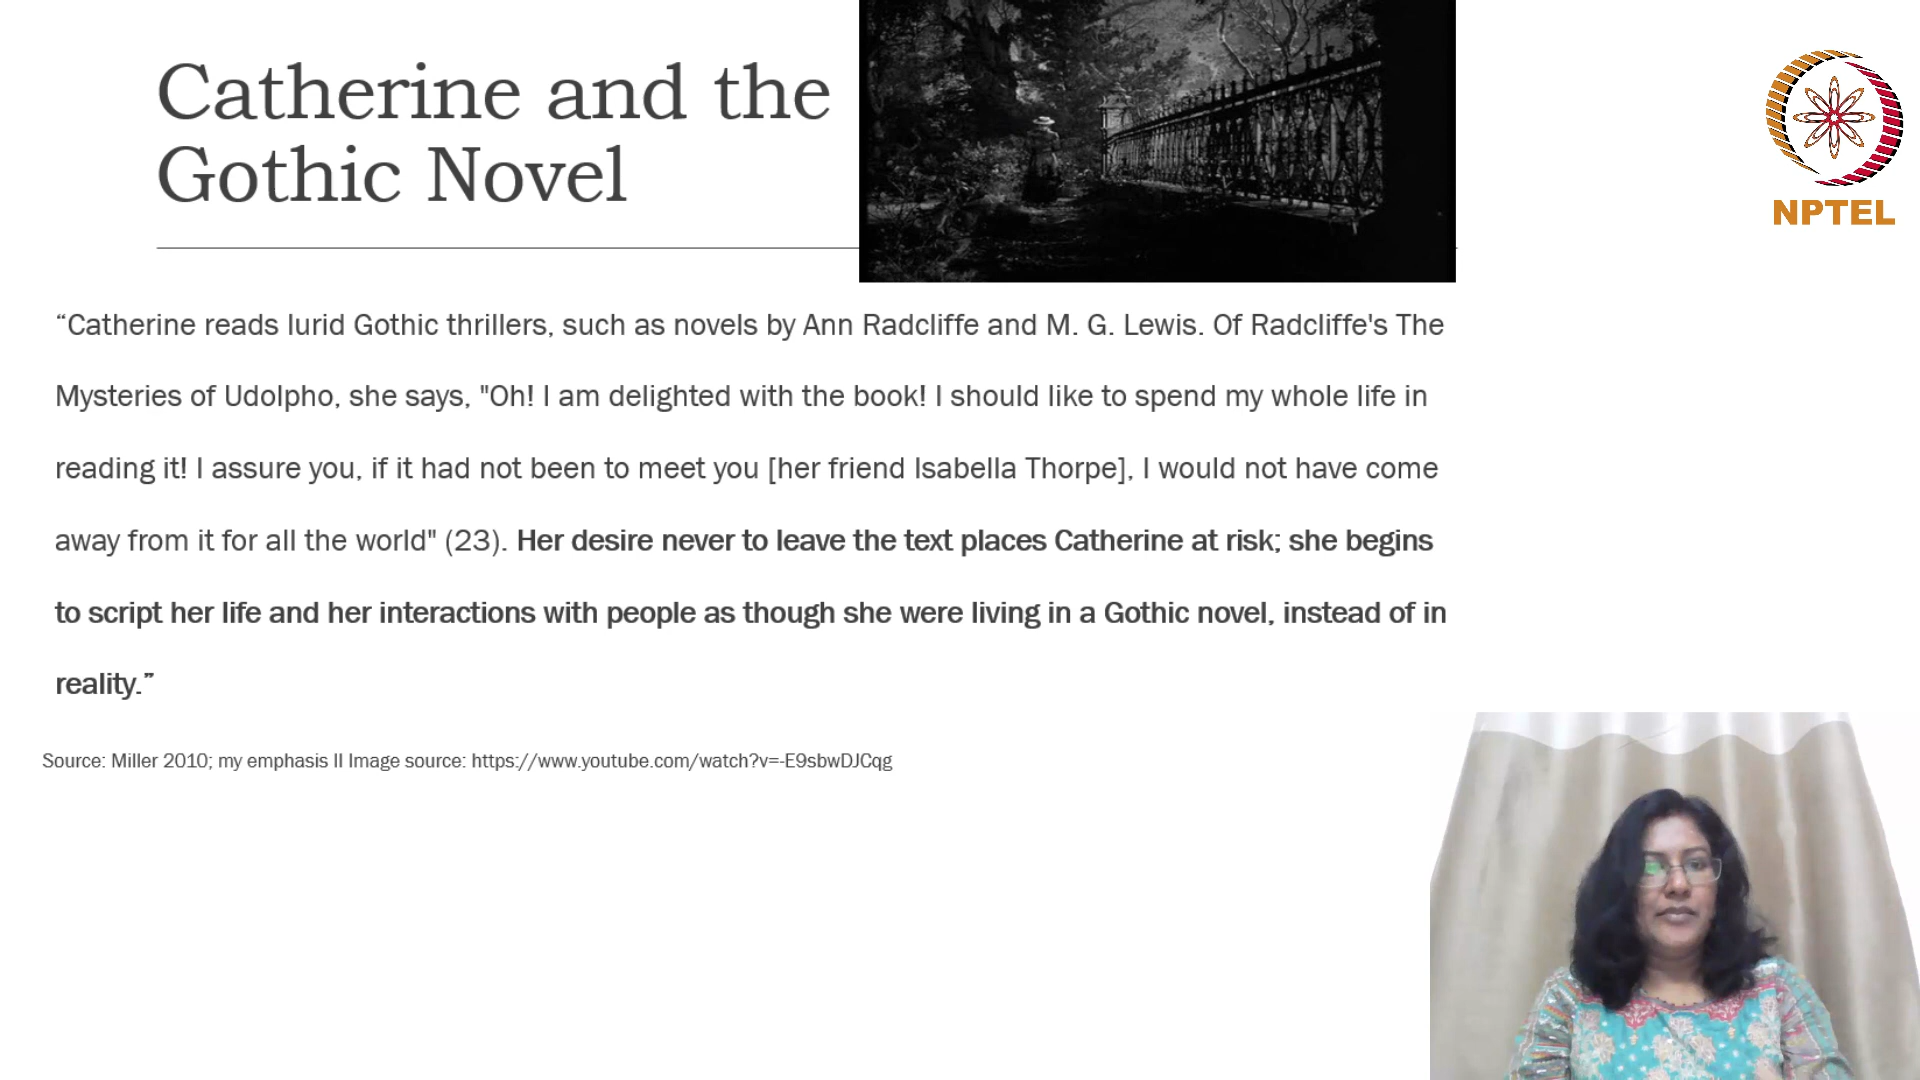 Catherine and the
Gothic Novel
NPTEL
“Catherine reads lurid Gothic thrillers, such as novels by Ann Radcliffe and M. G. Lewis. Of Radcliffe's The
Mysteries of Udolpho, she says, "Oh! I am delighted with the book! I should like to spend my whole life in
reading it! I assure you, if it had not been to meet you [her friend Isabella Thorpe], I would not have come
away from it for all the world" (23). Her desire never to leave the text places Catherine at risk; she begins
to script her life and her interactions with people as though she were living in a Gothic novel, instead of in
reality.”
Source: Miller 2010; my emphasis II Image source: https://www.youtube.com/watch?v=-E9sbwDJCqg